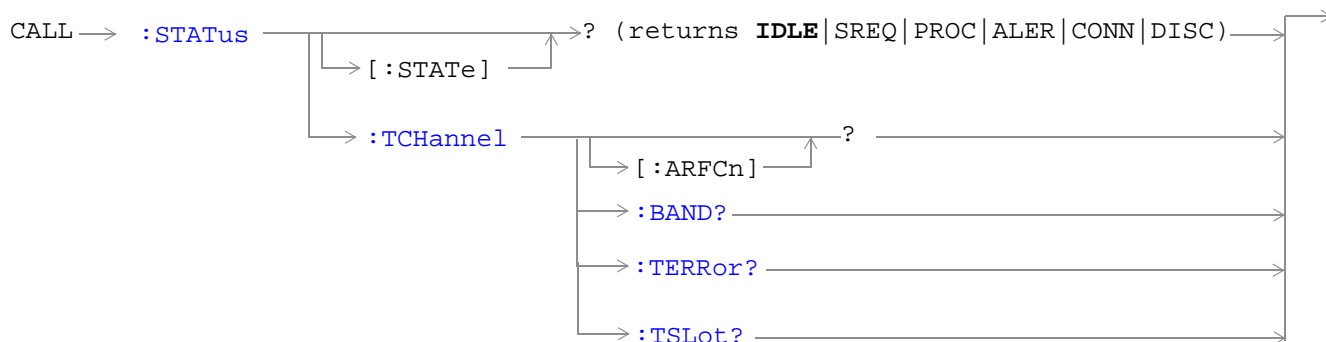 CALL :STATus ? (returns IDLE|SREQ|PROC|ALER|CONN|DISC)
[:STATe]
:TCHannel ?
[:ARFCn]
:BAND?
:TERRor?
:TSLot?